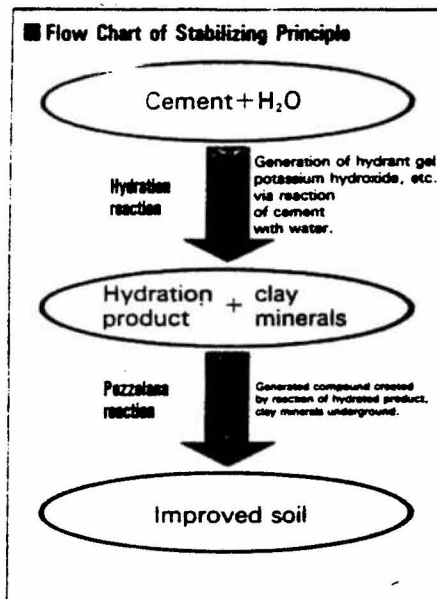 ■ Flow Chart of Stabilizing Principle
Cement+H₂O
Hydration
reaction
Generation of hydrant gel
potassium hydroxide, etc.
via reaction
of cement
with water.
Hydration + clay
product minerals
Pozzolana
reaction
Generated compound created
by reaction of hydrated product,
clay minerals underground.
Improved soil